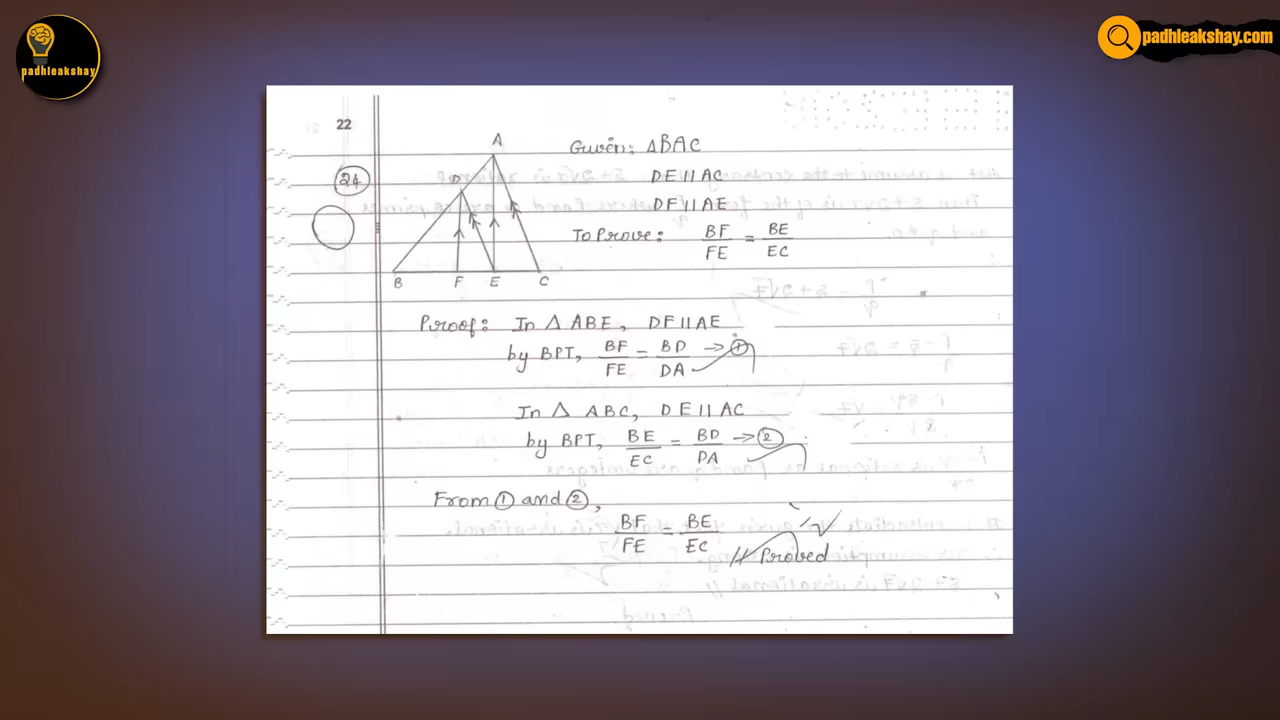 padhleakshay
padhleakshay.com
22
24
A
D
B F E C
Given: △BAC
DE || AC
DF || AE
To Prove: BF/FE = BE/EC
Proof: In △ ABE, DF || AE
by BPT, BF/FE = BD/DA → ①
In △ ABC, DE || AC
by BPT, BE/EC = BD/DA → ②
From ① and ②,
BF/FE = BE/EC // Proved